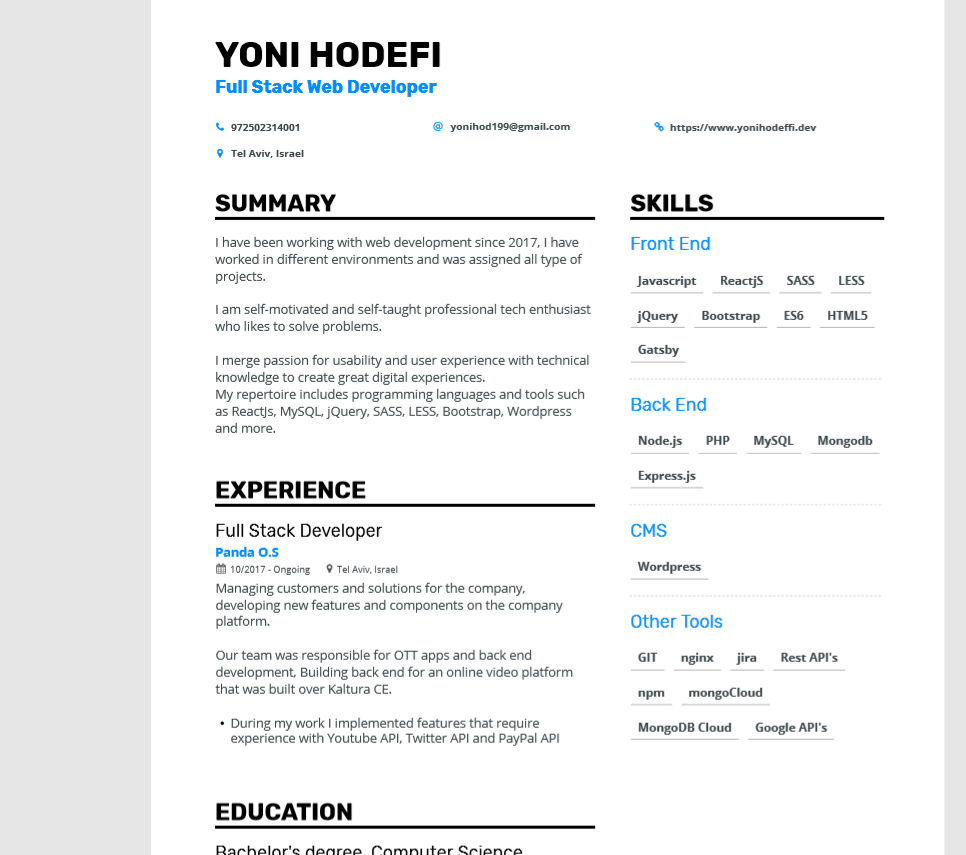 YONI HODEFI
Full Stack Web Developer
972502314001
yonihod199@gmail.com
https://www.yonihodeffi.dev
Tel Aviv, Israel
SUMMARY
I have been working with web development since 2017, I have
worked in different environments and was assigned all type of
projects.
I am self-motivated and self-taught professional tech enthusiast
who likes to solve problems.
I merge passion for usability and user experience with technical
knowledge to create great digital experiences.
My repertoire includes programming languages and tools such
as ReactJs, MySQL, jQuery, SASS, LESS, Bootstrap, Wordpress
and more.
EXPERIENCE
Full Stack Developer
Panda O.S
10/2017 - Ongoing
Tel Aviv, Israel
Managing customers and solutions for the company,
developing new features and components on the company
platform.
Our team was responsible for OTT apps and back end
development, Building back end for an online video platform
that was built over Kaltura CE.
• During my work I implemented features that require
experience with Youtube API, Twitter API and PayPal API
EDUCATION
Bachelor's degree, Computer Science
SKILLS
Front End
Javascript ReactjS SASS LESS
jQuery Bootstrap ES6 HTML5
Gatsby
Back End
Node.js PHP MySQL Mongodb
Express.js
CMS
Wordpress
Other Tools
GIT nginx jira Rest API's
npm mongoCloud
MongoDB Cloud Google API's